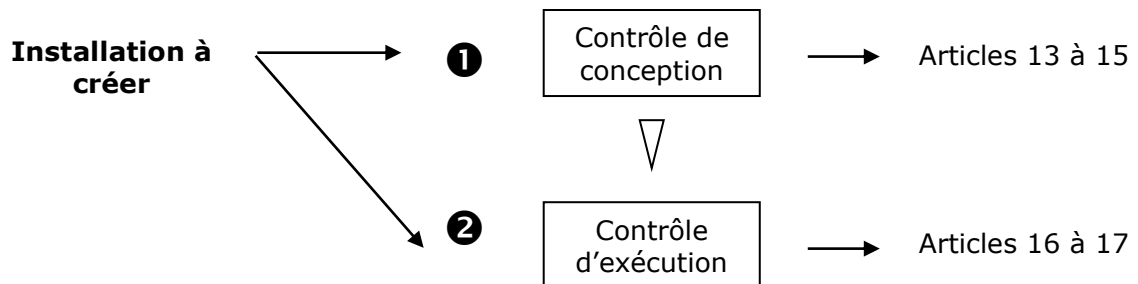 Installation à
créer
❶
Contrôle de
conception
Articles 13 à 15
❷
Contrôle
d’exécution
Articles 16 à 17